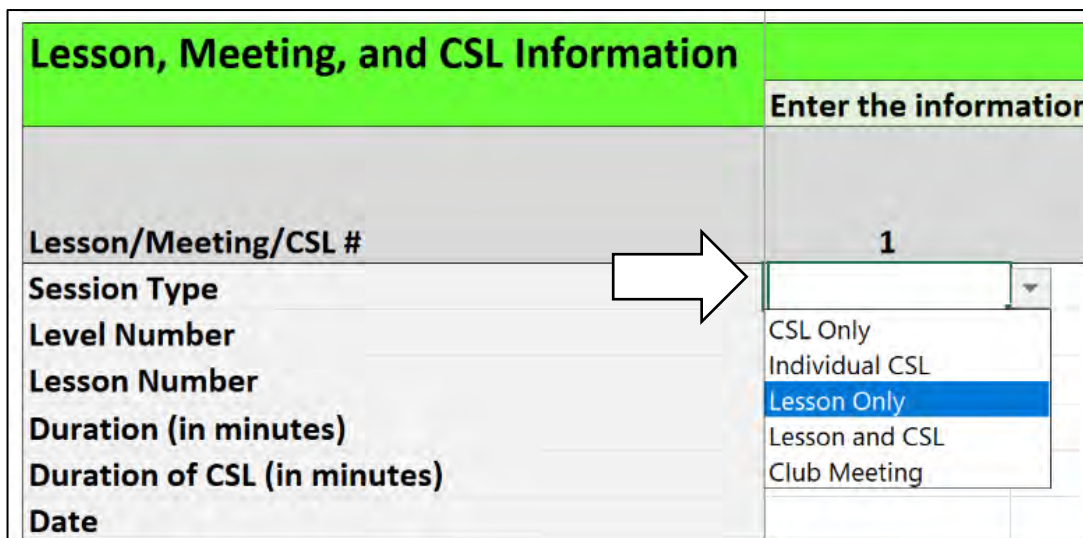 Lesson, Meeting, and CSL Information
Enter the information
Lesson/Meeting/CSL #
1
Session Type
Level Number
Lesson Number
Duration (in minutes)
Duration of CSL (in minutes)
Date
CSL Only
Individual CSL
Lesson Only
Lesson and CSL
Club Meeting